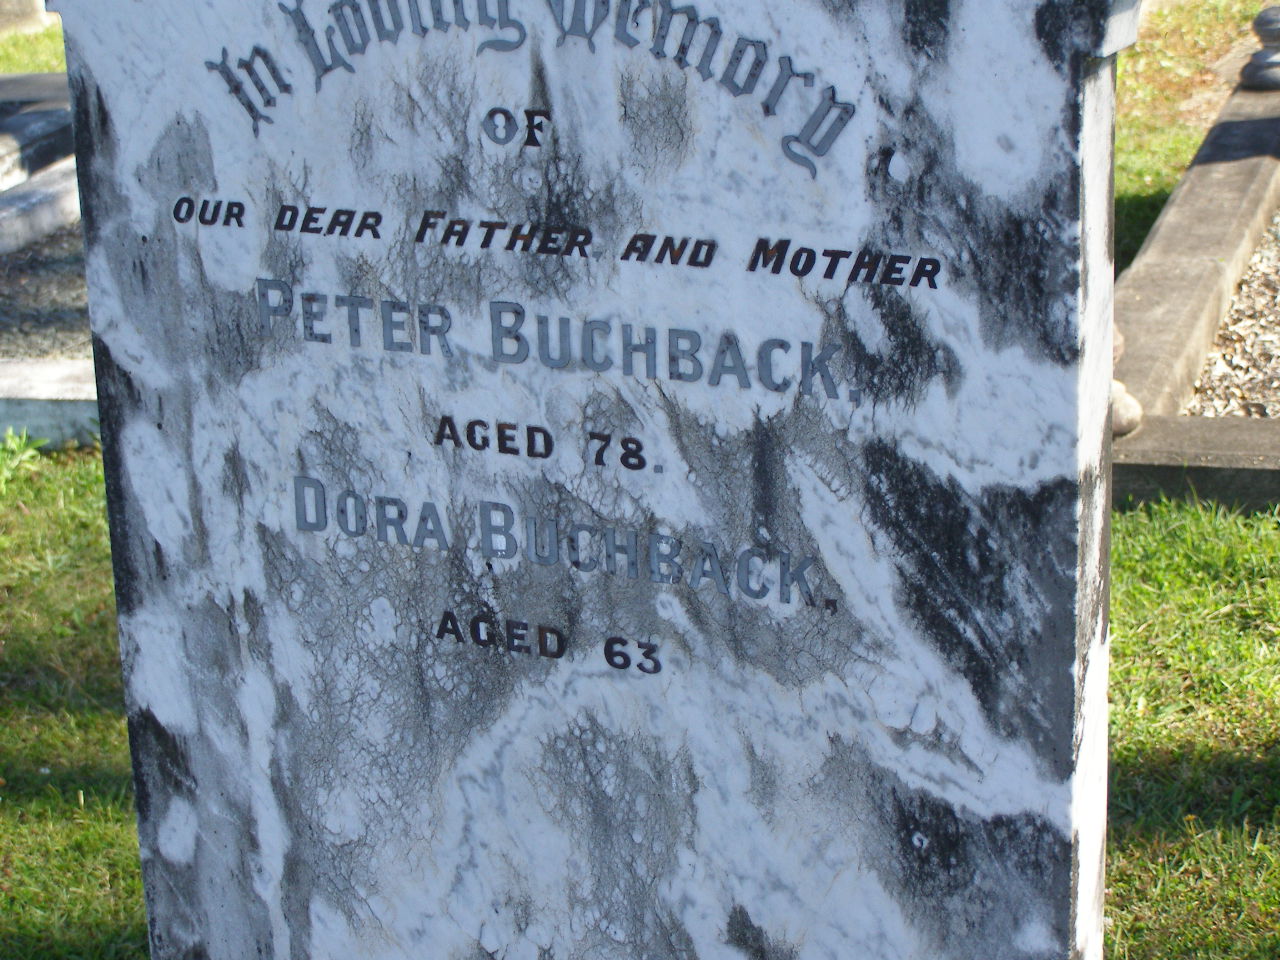 In Loving Memory
OF
OUR DEAR FATHER AND MOTHER
PETER BUCHBACK,
AGED 78.
DORA BUCHBACK,
AGED 63